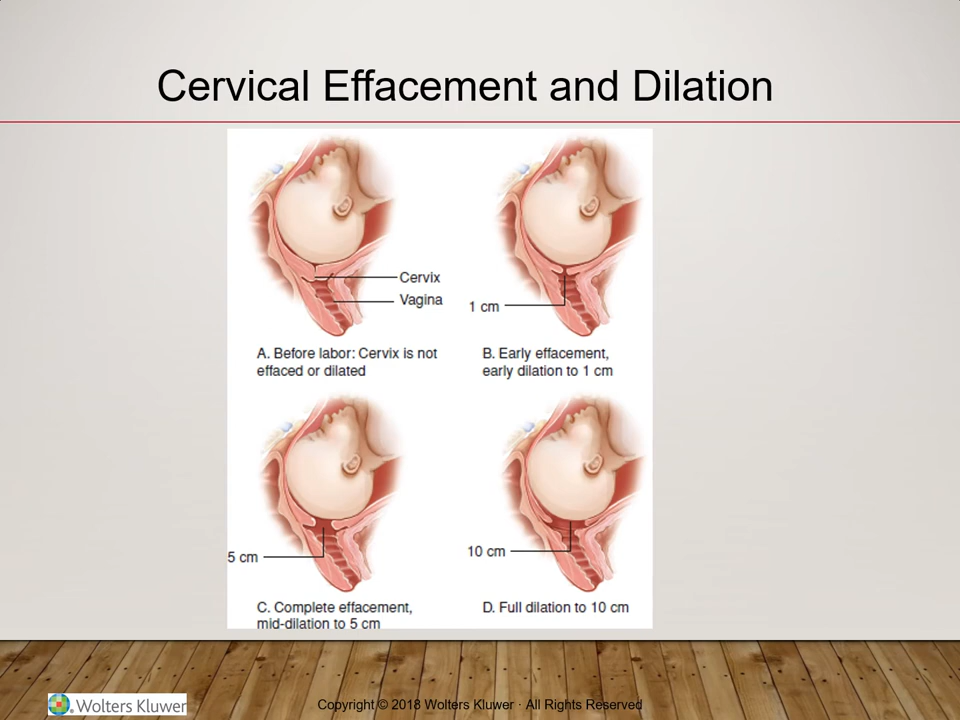 Cervical Effacement and Dilation
Cervix
Vagina
1 cm
A. Before labor: Cervix is not
effaced or dilated
B. Early effacement,
early dilation to 1 cm
5 cm
10 cm
C. Complete effacement,
mid-dilation to 5 cm
D. Full dilation to 10 cm
Wolters Kluwer
Copyright © 2018 Wolters Kluwer · All Rights Reserved